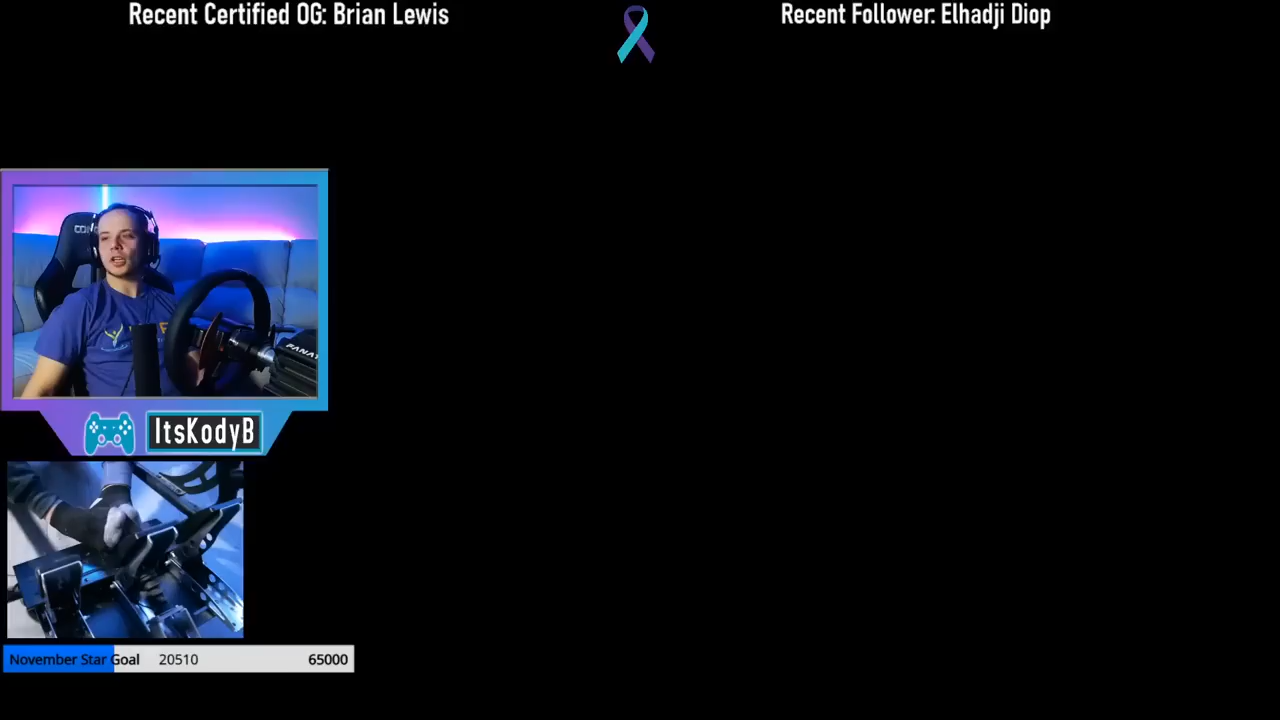 Recent Certified OG: Brian Lewis
Recent Follower: Elhadji Diop
ItsKodyB
November Star Goal 20510 65000